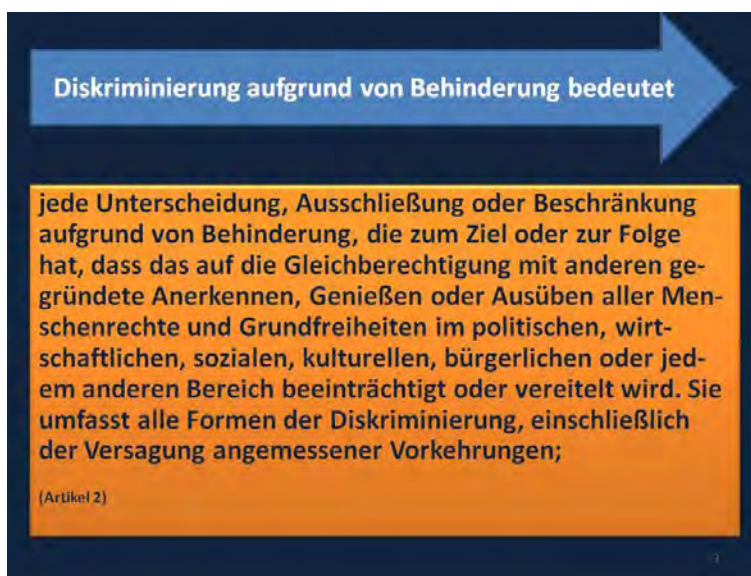 Diskriminierung aufgrund von Behinderung bedeutet
jede Unterscheidung, Ausschließung oder Beschränkung
aufgrund von Behinderung, die zum Ziel oder zur Folge
hat, dass das auf die Gleichberechtigung mit anderen ge-
gründete Anerkennen, Genießen oder Ausüben aller Men-
schenrechte und Grundfreiheiten im politischen, wirt-
schaftlichen, sozialen, kulturellen, bürgerlichen oder jed-
em anderen Bereich beeinträchtigt oder vereitelt wird. Sie
umfasst alle Formen der Diskriminierung, einschließlich
der Versagung angemessener Vorkehrungen;
(Artikel 2)